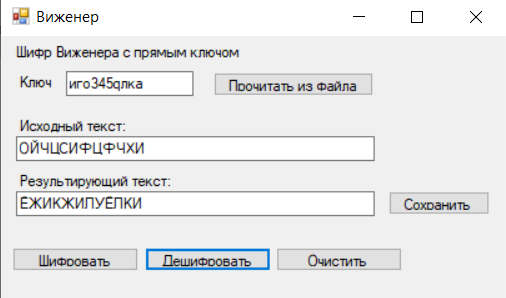 Виженер
Шифр Виженера с прямым ключом
Ключ иго345qлка Прочитать из файла
Исходный текст:
ОЙЧЦСИФЦФЧХИ
Результирующий текст:
ЁЖИКЖИЛУЁЛКИ Сохранить
Шифровать Дешифровать Очистить